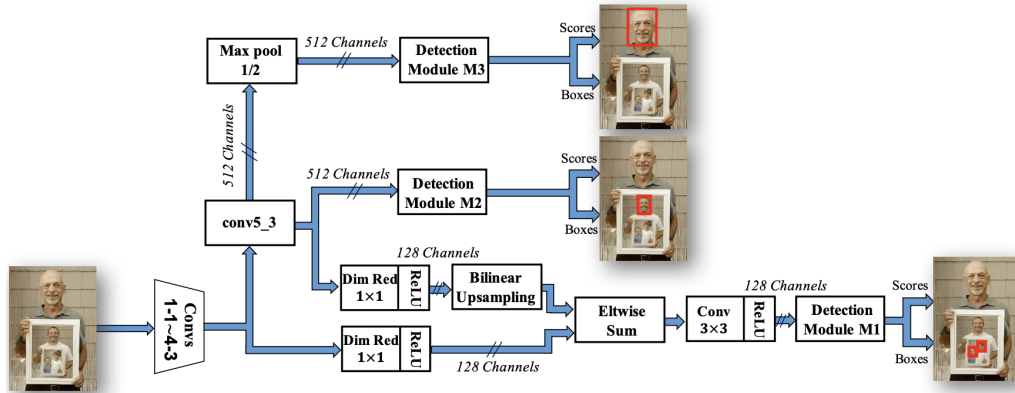 512 Channels
Max pool
1/2
Detection
Module M3
Scores
Boxes
512 Channels
512 Channels
Detection
Module M2
Scores
Boxes
conv5_3
128 Channels
Dim Red
1×1
ReLU
Bilinear
Upsampling
Convs
1-1~4-3
Dim Red
1×1
ReLU
128 Channels
Eltwise
Sum
Conv
3×3
ReLU
128 Channels
Detection
Module M1
Scores
Boxes